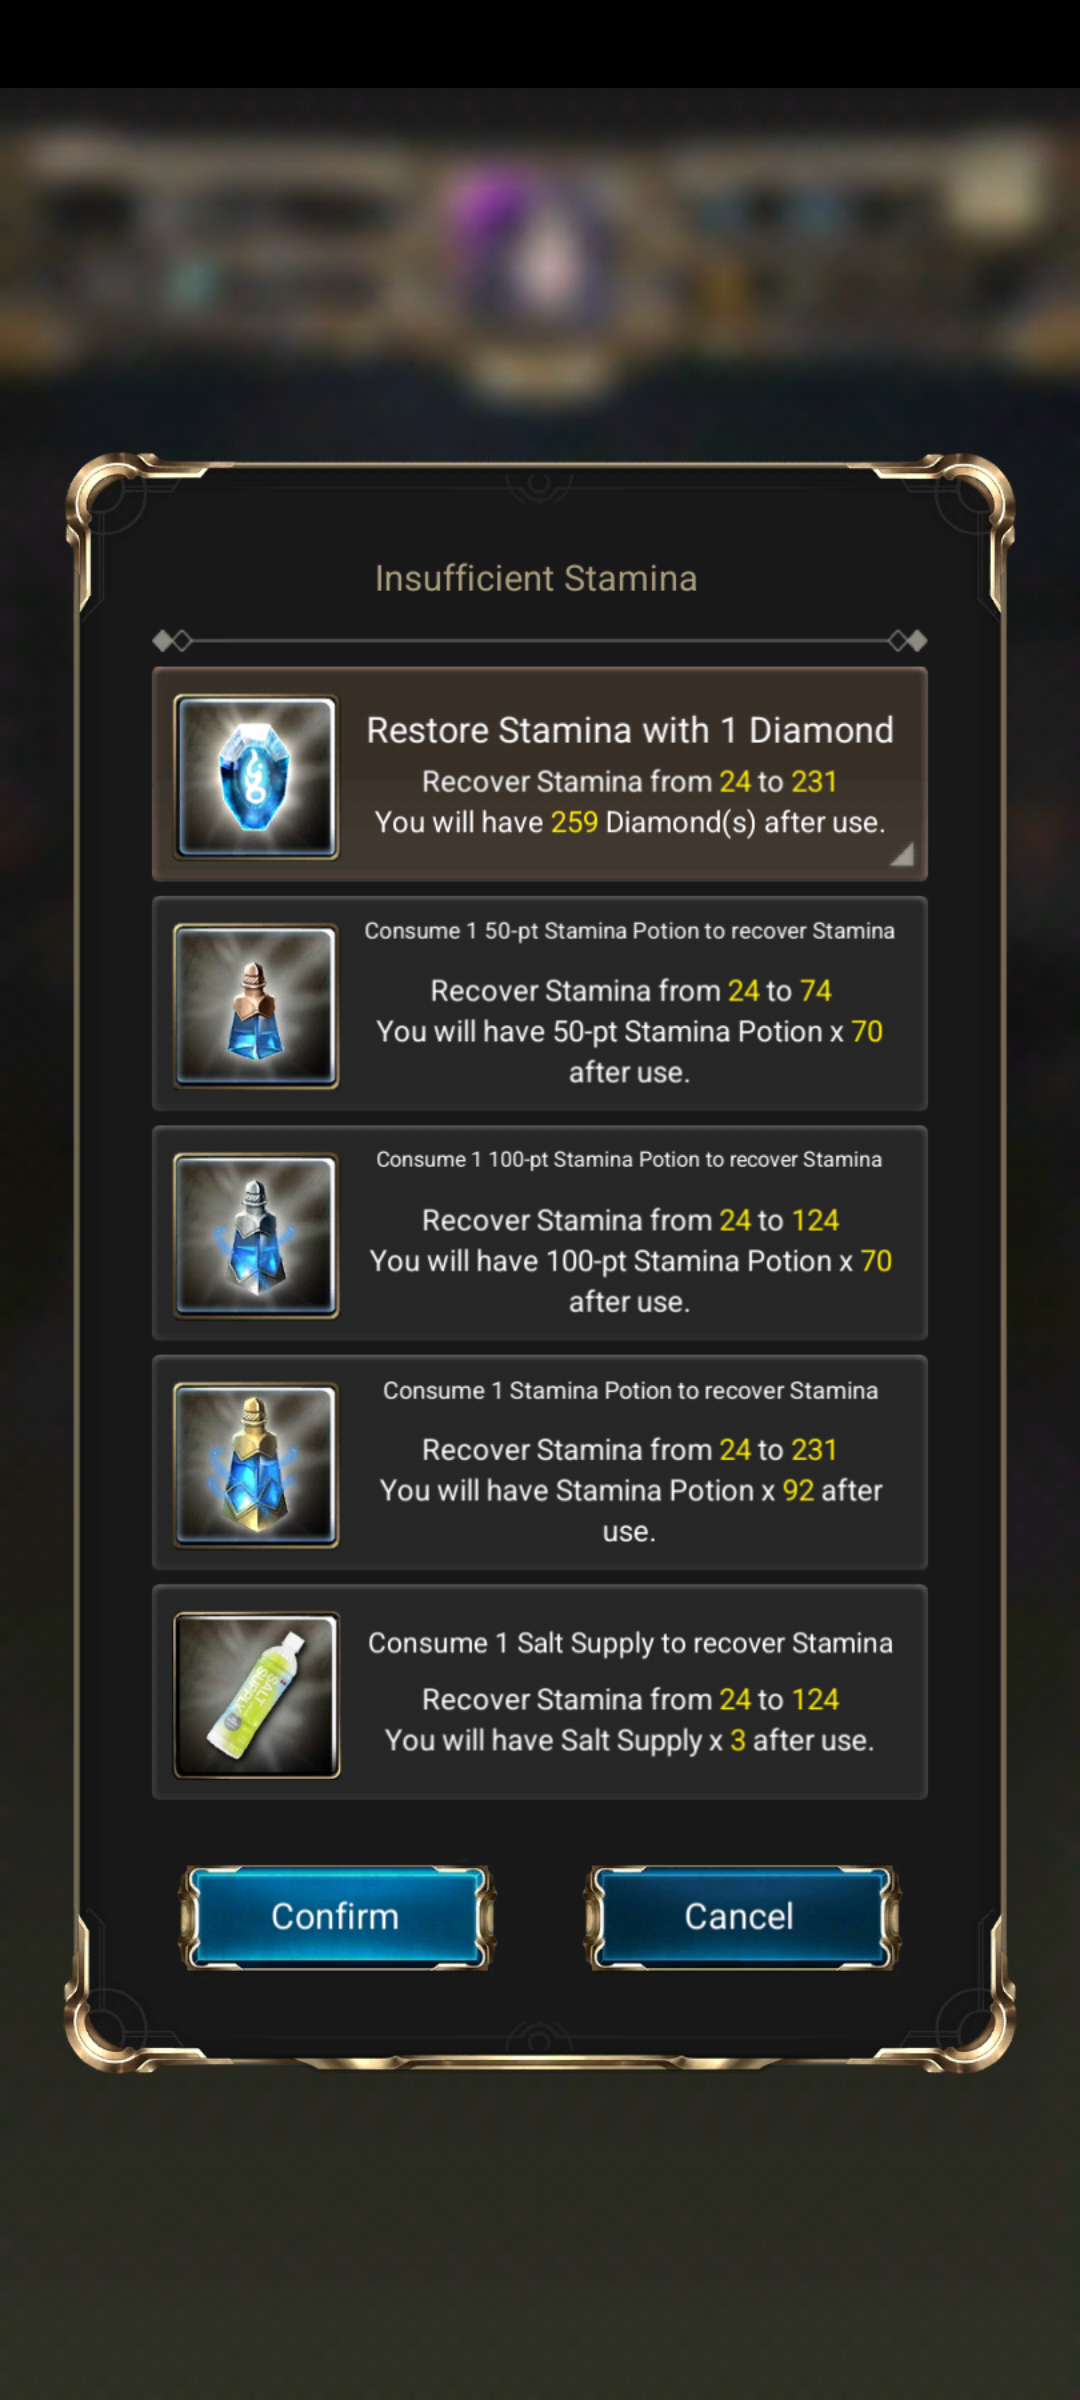 Insufficient Stamina
Restore Stamina with 1 Diamond
Recover Stamina from 24 to 231
You will have 259 Diamond(s) after use.
Consume 1 50-pt Stamina Potion to recover Stamina
Recover Stamina from 24 to 74
You will have 50-pt Stamina Potion x 70
after use.
Consume 1 100-pt Stamina Potion to recover Stamina
Recover Stamina from 24 to 124
You will have 100-pt Stamina Potion x 70
after use.
Consume 1 Stamina Potion to recover Stamina
Recover Stamina from 24 to 231
You will have Stamina Potion x 92 after
use.
SALT
SUPPLY
Consume 1 Salt Supply to recover Stamina
Recover Stamina from 24 to 124
You will have Salt Supply x 3 after use.
Confirm
Cancel